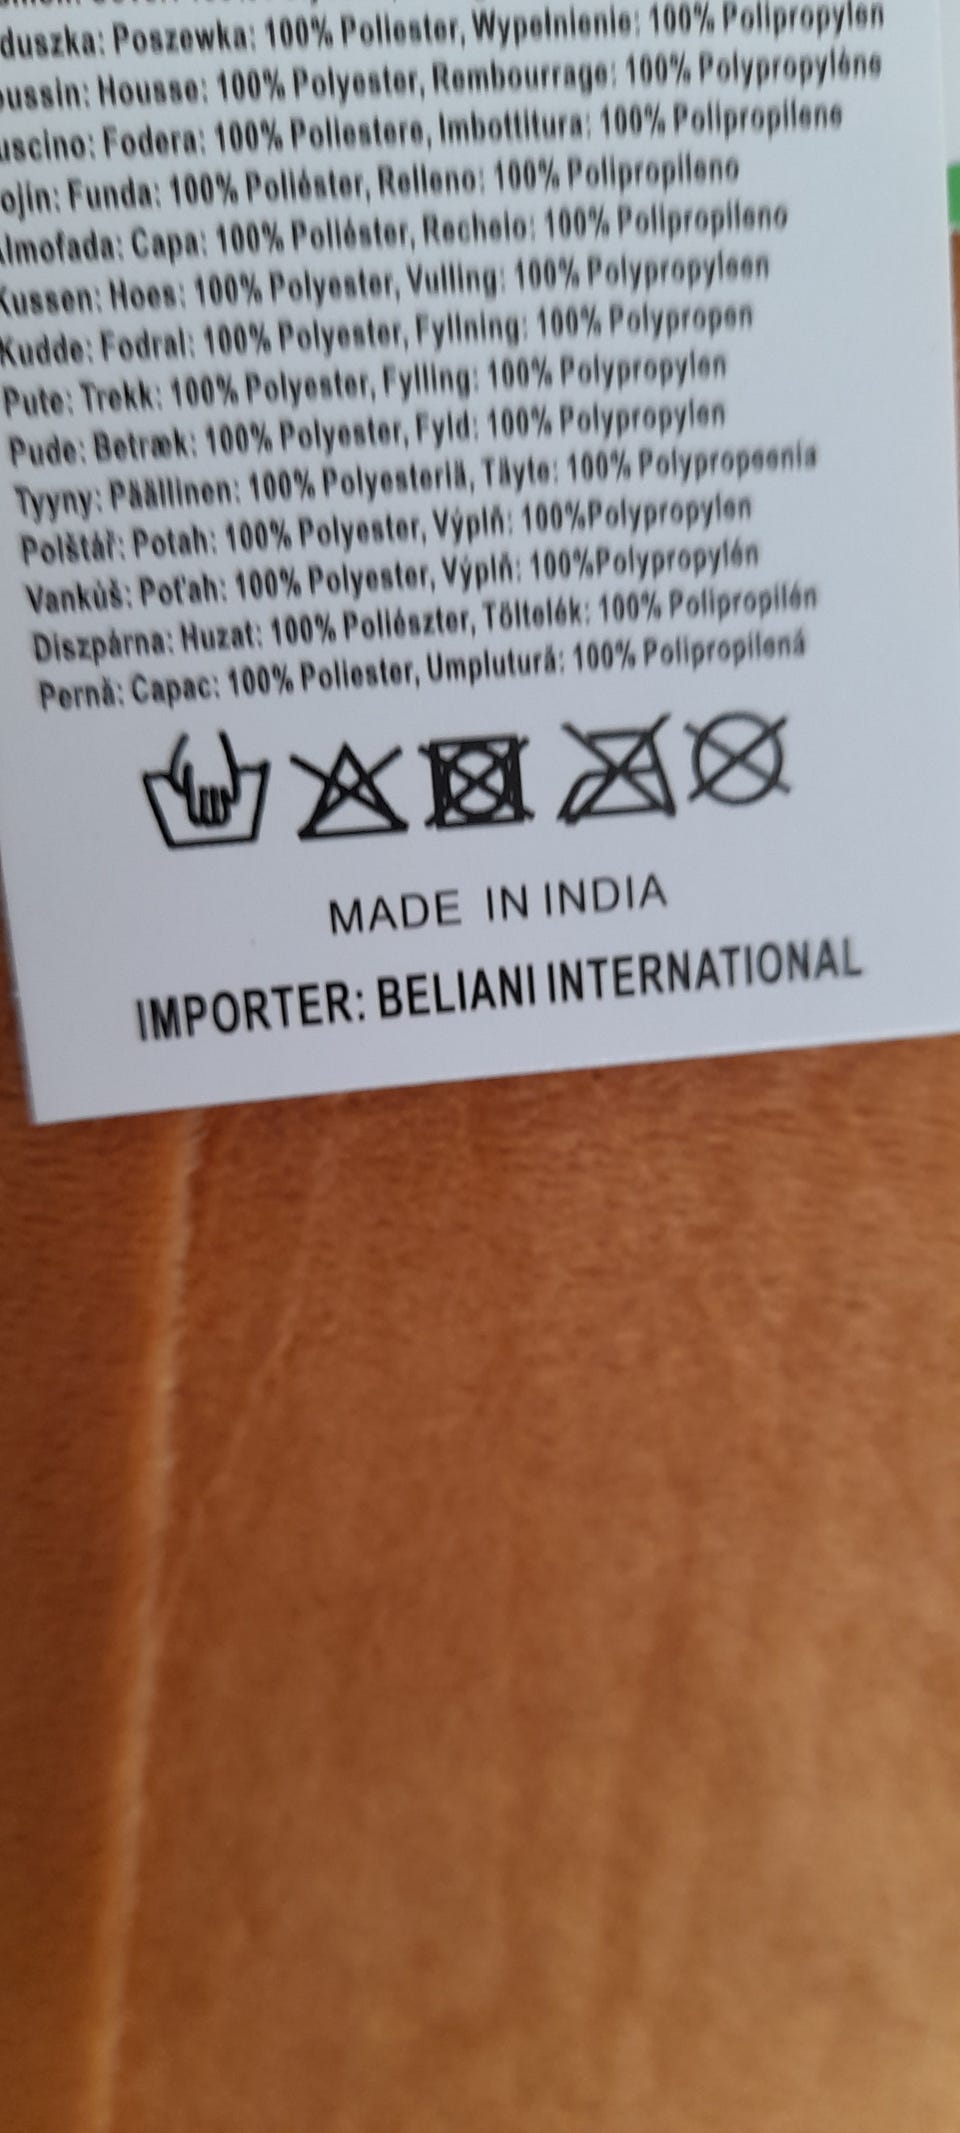 duszka: Poszewka: 100% Poliester, Wypełnienie: 100% Polipropylen
oussin: Housse: 100% Polyester, Rembourrage: 100% Polypropylène
uscino: Fodera: 100% Poliestere, Imbottitura: 100% Polipropilene
ojín: Funda: 100% Poliéster, Relleno: 100% Polipropileno
lmofada: Capa: 100% Poliéster, Recheio: 100% Polipropileno
Kussen: Hoes: 100% Polyester, Vulling: 100% Polypropyleen
Kudde: Fodral: 100% Polyester, Fyllning: 100% Polypropen
Pute: Trekk: 100% Polyester, Fylling: 100% Polypropylen
Pude: Betræk: 100% Polyester, Fyld: 100% Polypropylen
Tyyny: Päällinen: 100% Polyesteriä, Täyte: 100% Polypropeenia
Polštář: Potah: 100% Polyester, Výplň: 100%Polypropylen
Vankúš: Poťah: 100% Polyester, Výplň: 100%Polypropylén
Díszpárna: Huzat: 100% Poliészter, Töltelék: 100% Polipropilén
Pernă: Capac: 100% Poliester, Umplutură: 100% Polipropilenă
MADE IN INDIA
IMPORTER: BELIANI INTERNATIONAL